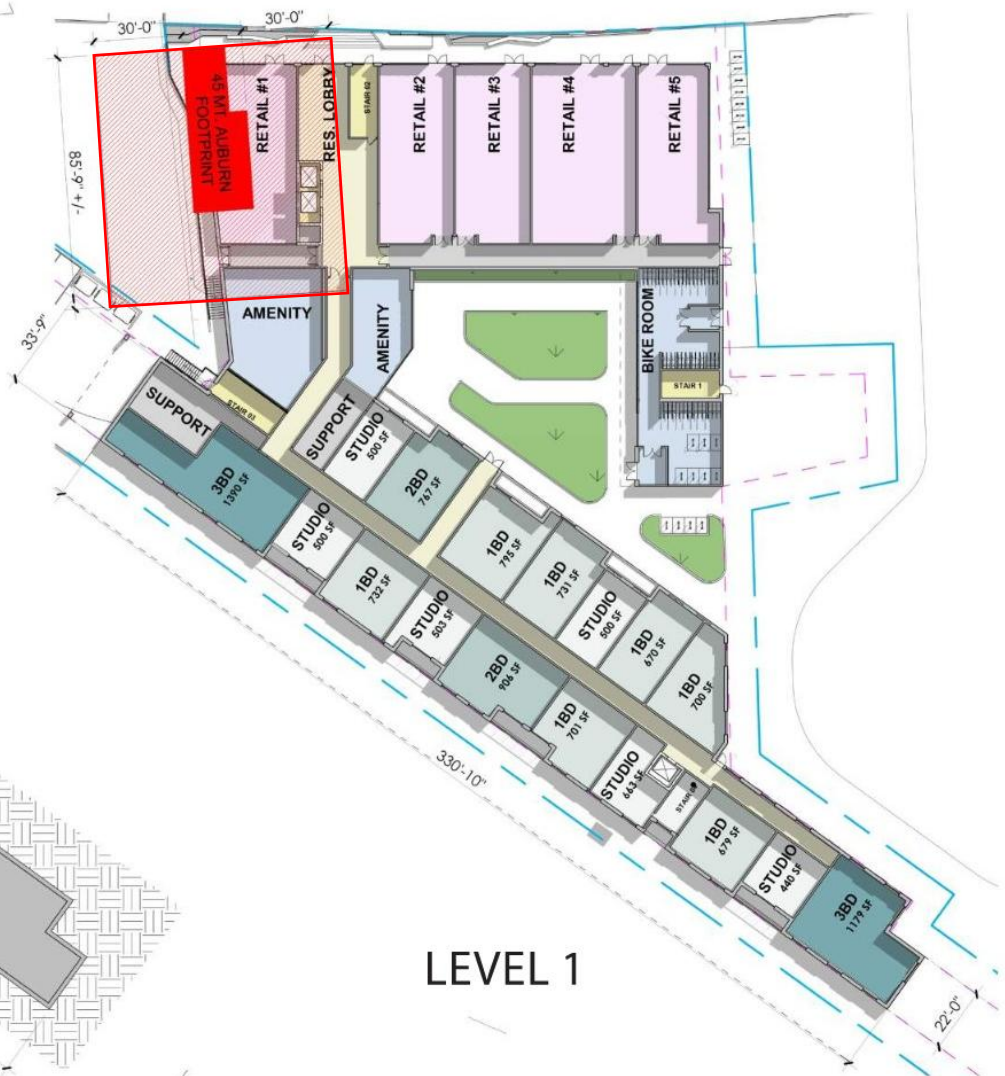 30'-0"
30'-0"
85'-9" +/-
45 MT. AUBURN
FOOTPRINT
RETAIL #1
RES. LOBBY
STAIR 02
RETAIL #2
RETAIL #3
RETAIL #4
RETAIL #5
33'-9"
AMENITY
AMENITY
BIKE ROOM
STAIR 1
SUPPORT
STAIR 03
SUPPORT
STUDIO
500 SF
2BD
767 SF
3BD
1390 SF
STUDIO
500 SF
1BD
732 SF
STUDIO
503 SF
1BD
795 SF
1BD
731 SF
STUDIO
500 SF
1BD
670 SF
1BD
700 SF
2BD
906 SF
1BD
701 SF
STUDIO
663 SF
STAIR
1BD
679 SF
STUDIO
440 SF
3BD
1179 SF
330'-10"
22'-0"
LEVEL 1